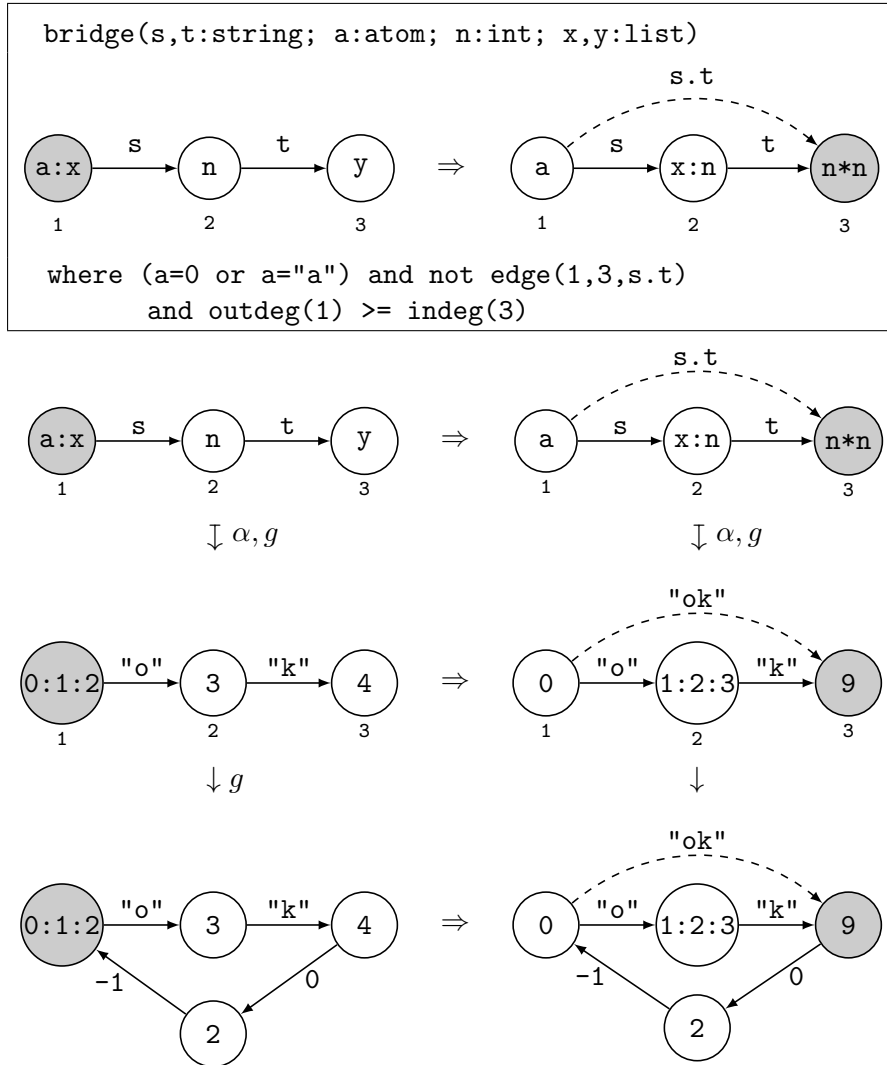 bridge(s,t:string; a:atom; n:int; x,y:list)
s.t
a:x s n t y ⇒ a s x:n t n*n
1 2 3 1 2 3
where (a=0 or a="a") and not edge(1,3,s.t)
and outdeg(1) >= indeg(3)
s.t
a:x s n t y ⇒ a s x:n t n*n
1 2 3 1 2 3
↧ α, g ↧ α, g
"ok"
0:1:2 "o" 3 "k" 4 ⇒ 0 "o" 1:2:3 "k" 9
1 2 3 1 2 3
↓ g ↓
"ok"
0:1:2 "o" 3 "k" 4 ⇒ 0 "o" 1:2:3 "k" 9
-1 0 -1 0
2 2